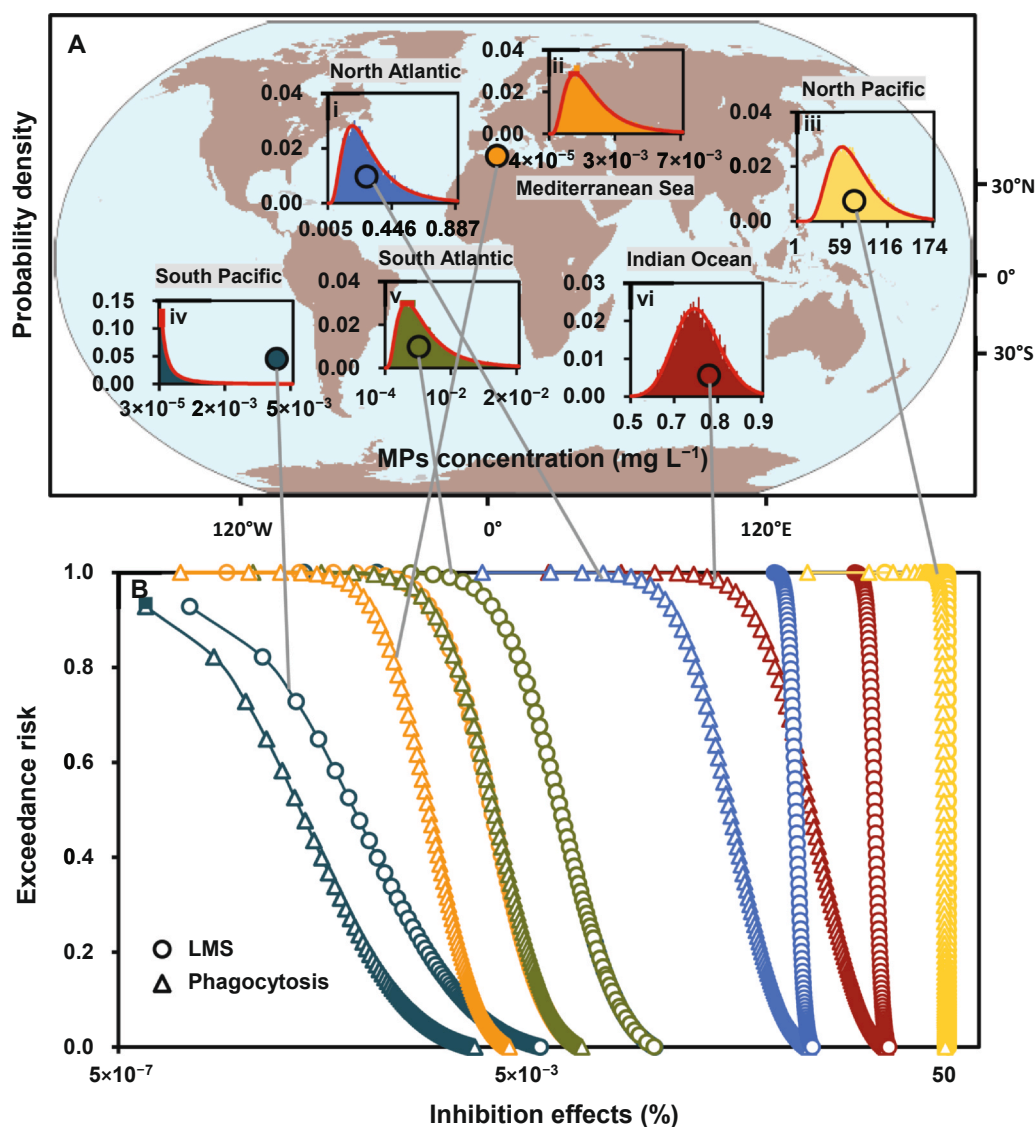 A
Probability density
North Atlantic
i
0.04
0.02
0.00
0.005 0.446 0.887
ii
0.04
0.02
0.00
4×10⁻⁵ 3×10⁻³ 7×10⁻³
Mediterranean Sea
North Pacific
iii
0.04
0.02
0.00
1 59 116 174
South Pacific
iv
0.15
0.10
0.05
0.00
3×10⁻⁵ 2×10⁻³ 5×10⁻³
South Atlantic
v
0.04
0.02
0.00
10⁻⁴ 10⁻² 2×10⁻²
Indian Ocean
vi
0.03
0.02
0.01
0.00
0.5 0.7 0.8 0.9
30°N
0°
30°S
MPs concentration (mg L⁻¹)
120°W 0° 120°E
B
Exceedance risk
1.0
0.8
0.6
0.4
0.2
0.0
LMS
Phagocytosis
5×10⁻⁷ 5×10⁻³ 50
Inhibition effects (%)